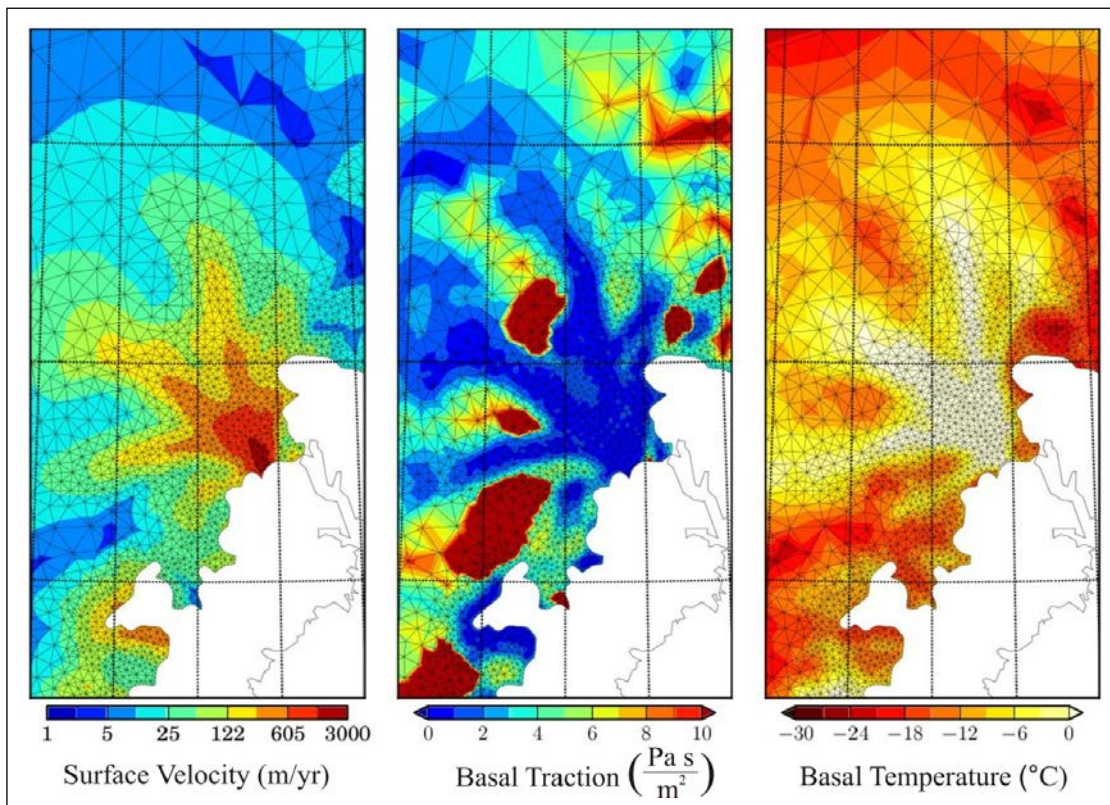 1 5 25 122 605 3000
Surface Velocity (m/yr)
0 2 4 6 8 10
Basal Traction (Pa s / m²)
−30 −24 −18 −12 −6 0
Basal Temperature (°C)